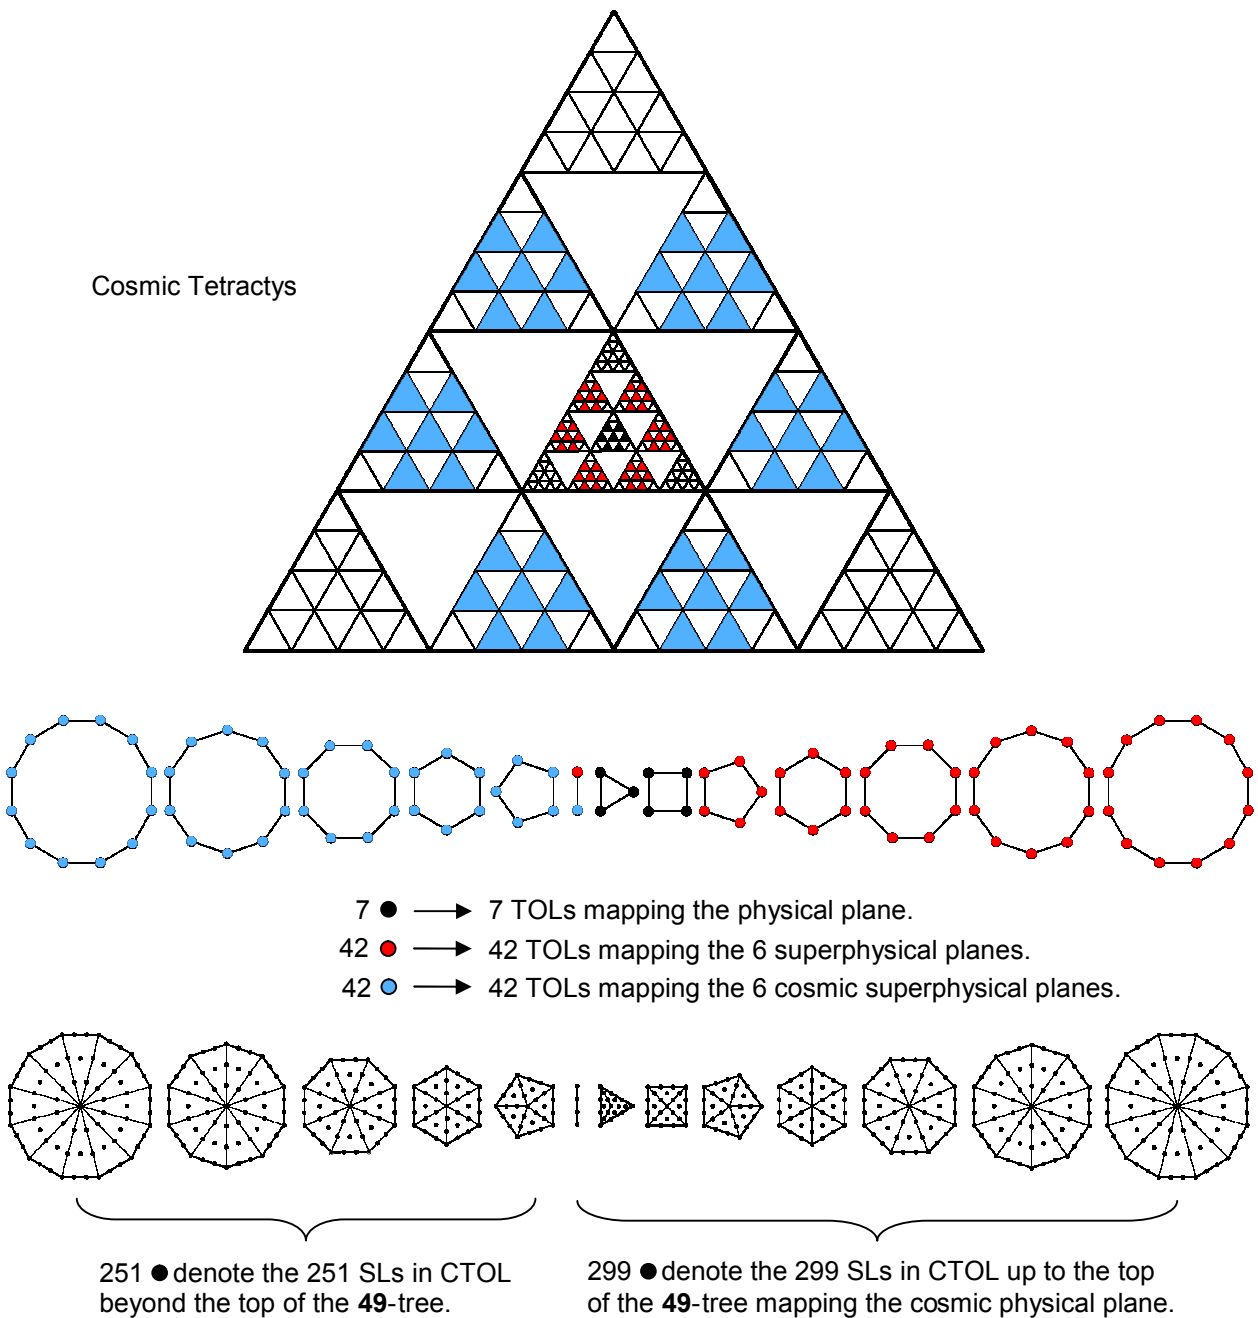 Cosmic Tetractys
7 ● → 7 TOLs mapping the physical plane.
42 ● → 42 TOLs mapping the 6 superphysical planes.
42 ● → 42 TOLs mapping the 6 cosmic superphysical planes.
251 ● denote the 251 SLs in CTOL
beyond the top of the 49-tree.
299 ● denote the 299 SLs in CTOL up to the top
of the 49-tree mapping the cosmic physical plane.